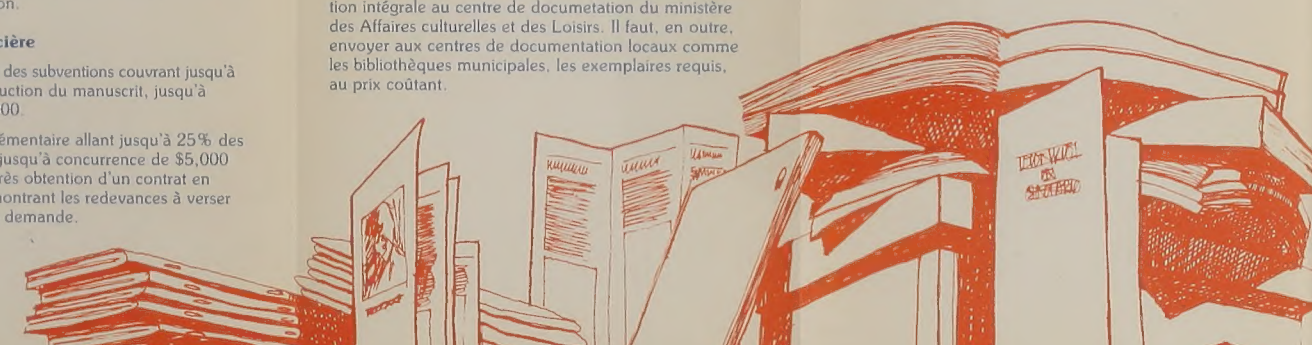 on.
cière
des subventions couvrant jusqu'à
uction du manuscrit, jusqu'à
00.
émentaire allant jusqu'à 25% des
jusqu'à concurrence de $5,000
rès obtention d'un contrat en
ontrant les redevances à verser
demande.
tion intégrale au centre de documetation du ministère
des Affaires culturelles et des Loisirs. Il faut, en outre,
envoyer aux centres de documentation locaux comme
les bibliothèques municipales, les exemplaires requis,
au prix coûtant.